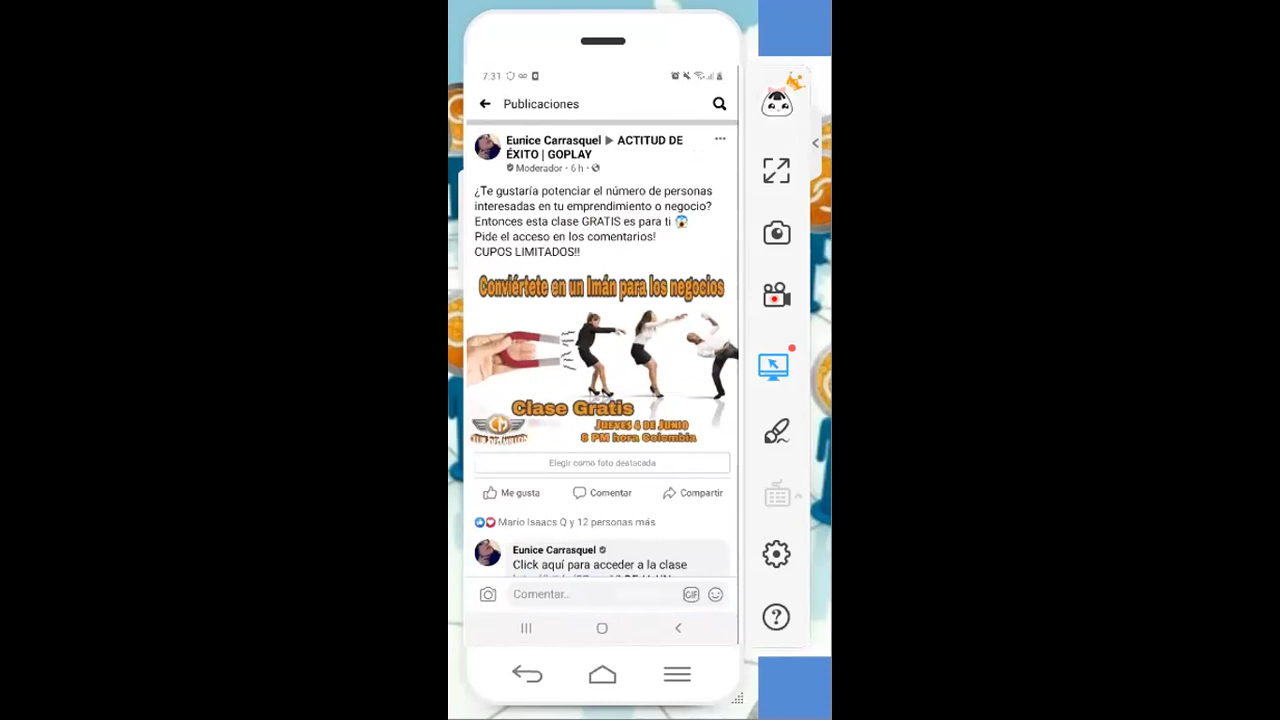 7:31
Publicaciones
Eunice Carrasquel ▶ ACTITUD DE
ÉXITO | GOPLAY
Moderador • 6 h •
¿Te gustaría potenciar el número de personas
interesadas en tu emprendimiento o negocio?
Entonces esta clase GRATIS es para ti 😱
Pide el acceso en los comentarios!
CUPOS LIMITADOS!!
Conviértete en un Imán para los negocios
Clase Gratis
Jueves 4 de Junio
8 PM hora Colombia
Elegir como foto destacada
Me gusta
Comentar
Compartir
Mario Isaacs Q y 12 personas más
Eunice Carrasquel
Click aquí para acceder a la clase
Comentar...
GIF